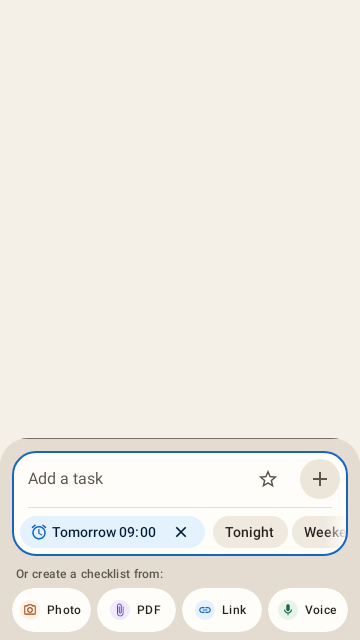 Add a task
Tomorrow 09:00 Tonight
Or create a checklist from:
Photo PDF Link Voice